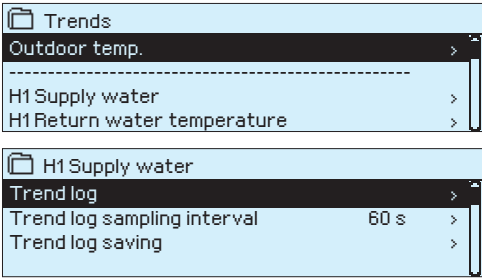 Trends
Outdoor temp. >
----------------------------------------------------
H1 Supply water >
H1 Return water temperature >
H1 Supply water
Trend log >
Trend log sampling interval 60 s >
Trend log saving >